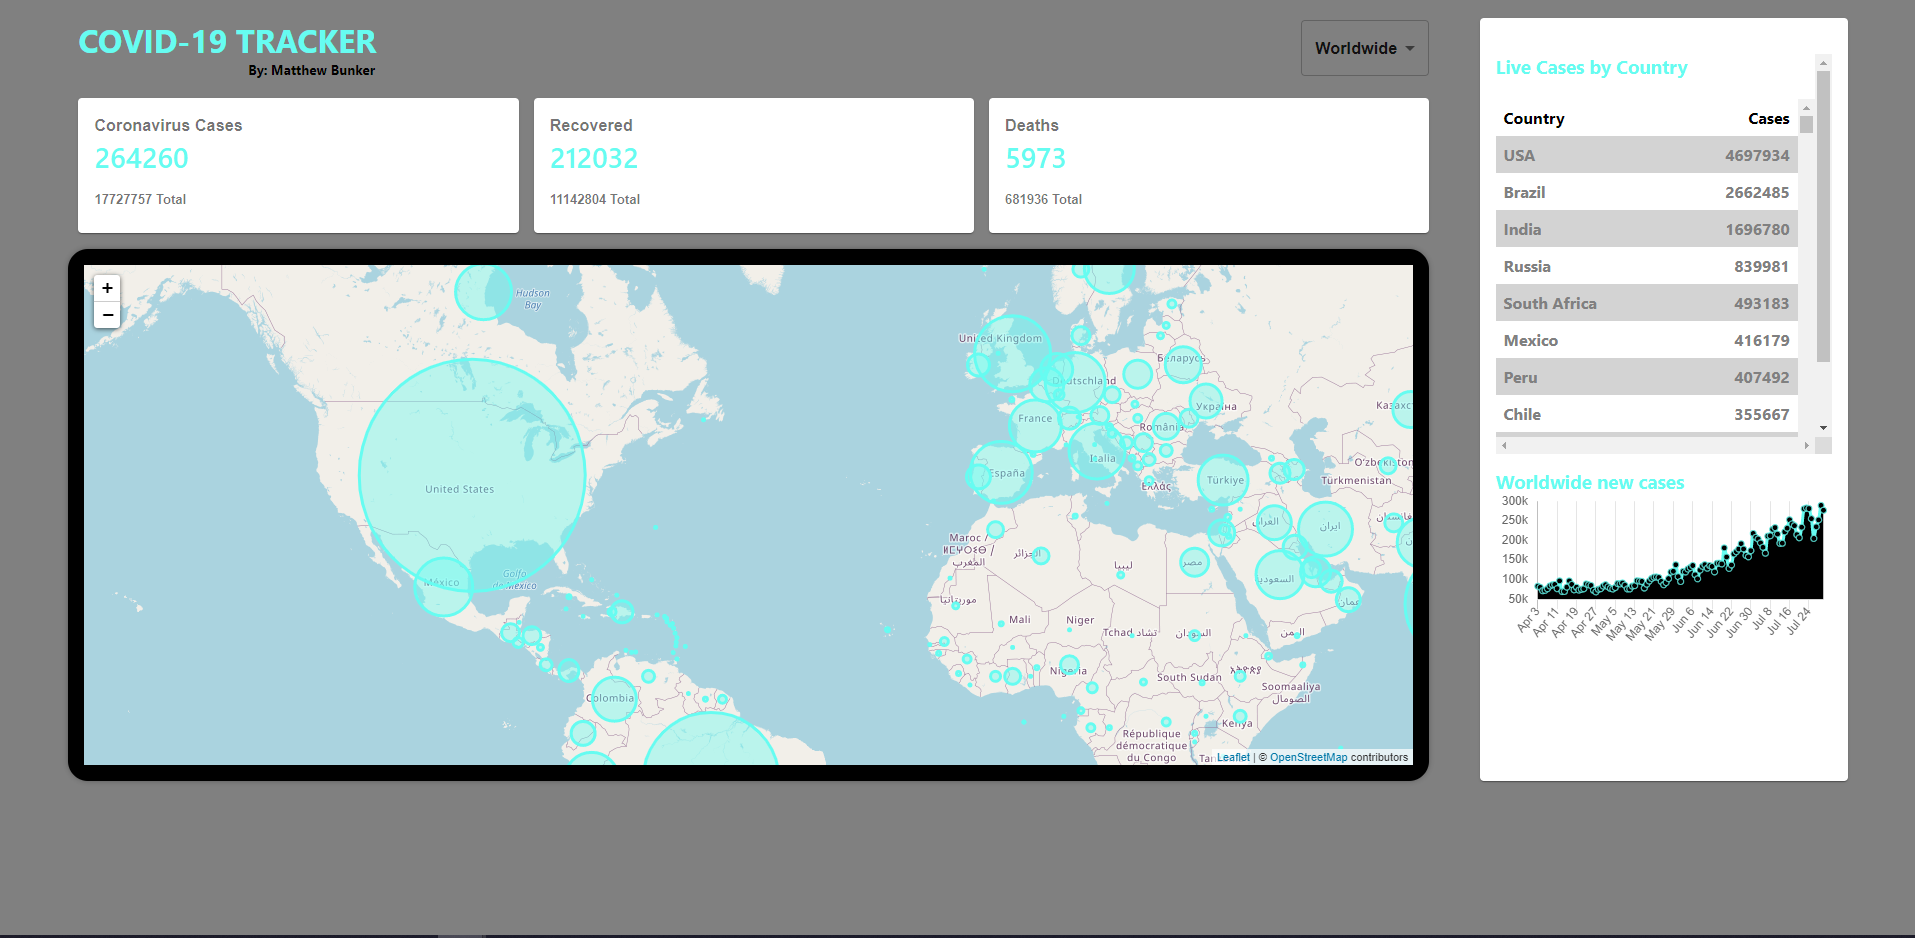 COVID-19 TRACKER
By: Matthew Bunker
Worldwide
Coronavirus Cases
264260
17727757 Total
Recovered
212032
11142804 Total
Deaths
5973
681936 Total
+
−
Hudson
Bay
United States
Golfo
de México
México
Colombia
United Kingdom
Deutschland
Беларусь
Україна
France
România
Italia
España
Ελλάς
Türkiye
O'zbekiston
Türkmenistan
Maroc /
ⵍⵎⵖⵔⵉⴱ /
المغرب
الجزائر
ليبيا
مصر
العراق
ایران
السعودية
عمان
موريتانيا
Mali
Niger
Tchad تشاد
السودان
اليمن
Nigeria
South Sudan
Soomaaliya
الصومال
Kenya
République
démocratique
du Congo
Leaflet | © OpenStreetMap contributors
Live Cases by Country
Country Cases
USA 4697934
Brazil 2662485
India 1696780
Russia 839981
South Africa 493183
Mexico 416179
Peru 407492
Chile 355667
Worldwide new cases
300k
250k
200k
150k
100k
50k
Apr 3
Apr 11
Apr 19
Apr 27
May 5
May 13
May 21
May 29
Jun 6
Jun 14
Jun 22
Jun 30
Jul 8
Jul 16
Jul 24